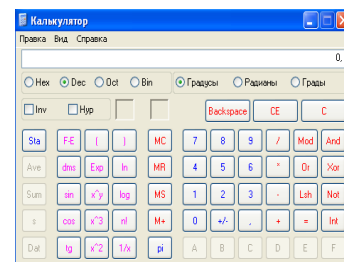 Калькулятор
Правка Вид Справка
0,
Hex Dec Oct Bin Градусы Радианы Грады
Inv Hyp Backspace CE C
Sta F-E ( ) MC 7 8 9 / Mod And
Ave dms Exp ln MR 4 5 6 * Or Xor
Sum sin x^y log MS 1 2 3 - Lsh Not
s cos x^3 n! M+ 0 +/- , + = Int
Dat tg x^2 1/x pi A B C D E F